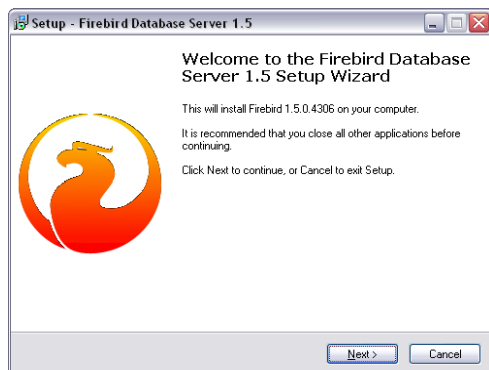 Setup - Firebird Database Server 1.5
Welcome to the Firebird Database
Server 1.5 Setup Wizard
This will install Firebird 1.5.0.4306 on your computer.
It is recommended that you close all other applications before
continuing.
Click Next to continue, or Cancel to exit Setup.
Next >
Cancel